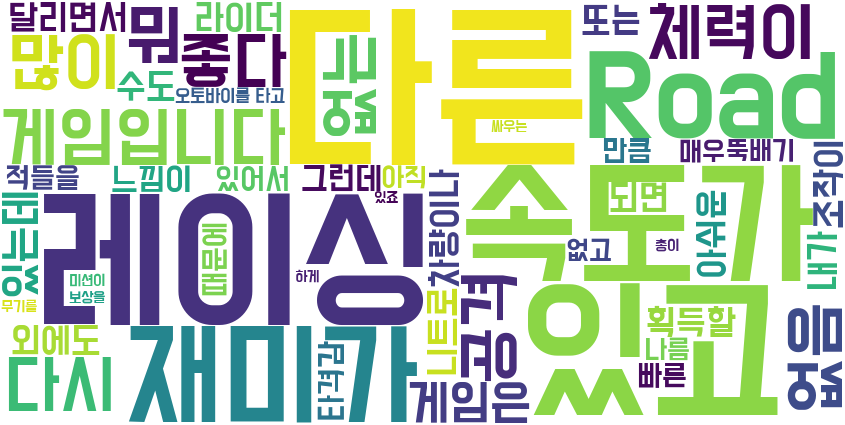 달리면서
뭐
라이더
다른
또는
체력이
많이
좋다
없는
수도
오토바이를 타고
Road
게임입니다
싸우는
만큼
매우뚝배기
적들을
느낌이
있어서
그런데
아직
있죠
속도가
되면
아쉬운
조작이
있는데
레이싱
때문에
차량이나
없고
총이
내가
미션이
보상을
하게
무기를
니트로
공격
있고
획득할
나름
없음
외에도
재미가
타격감
빠른
다시
게임은